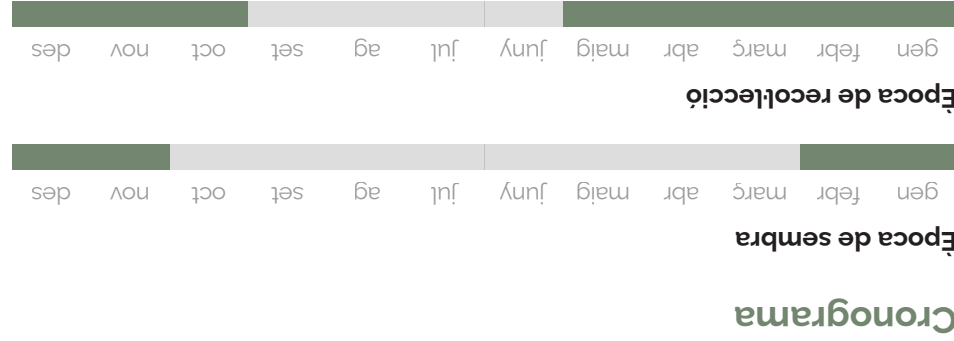 Cronograma
Època de sembra
gen febr març abr maig juny jul ag set oct nov des
Època de recol·lecció
gen febr març abr maig juny jul ag set oct nov des